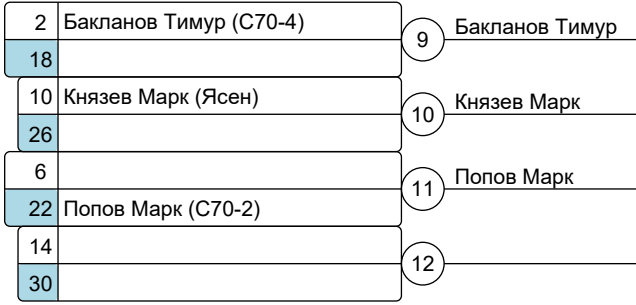 2 Бакланов Тимур (С70-4)
9 Бакланов Тимур
18
10 Князев Марк (Ясен)
10 Князев Марк
26
6
11 Попов Марк
22 Попов Марк (С70-2)
14
12
30